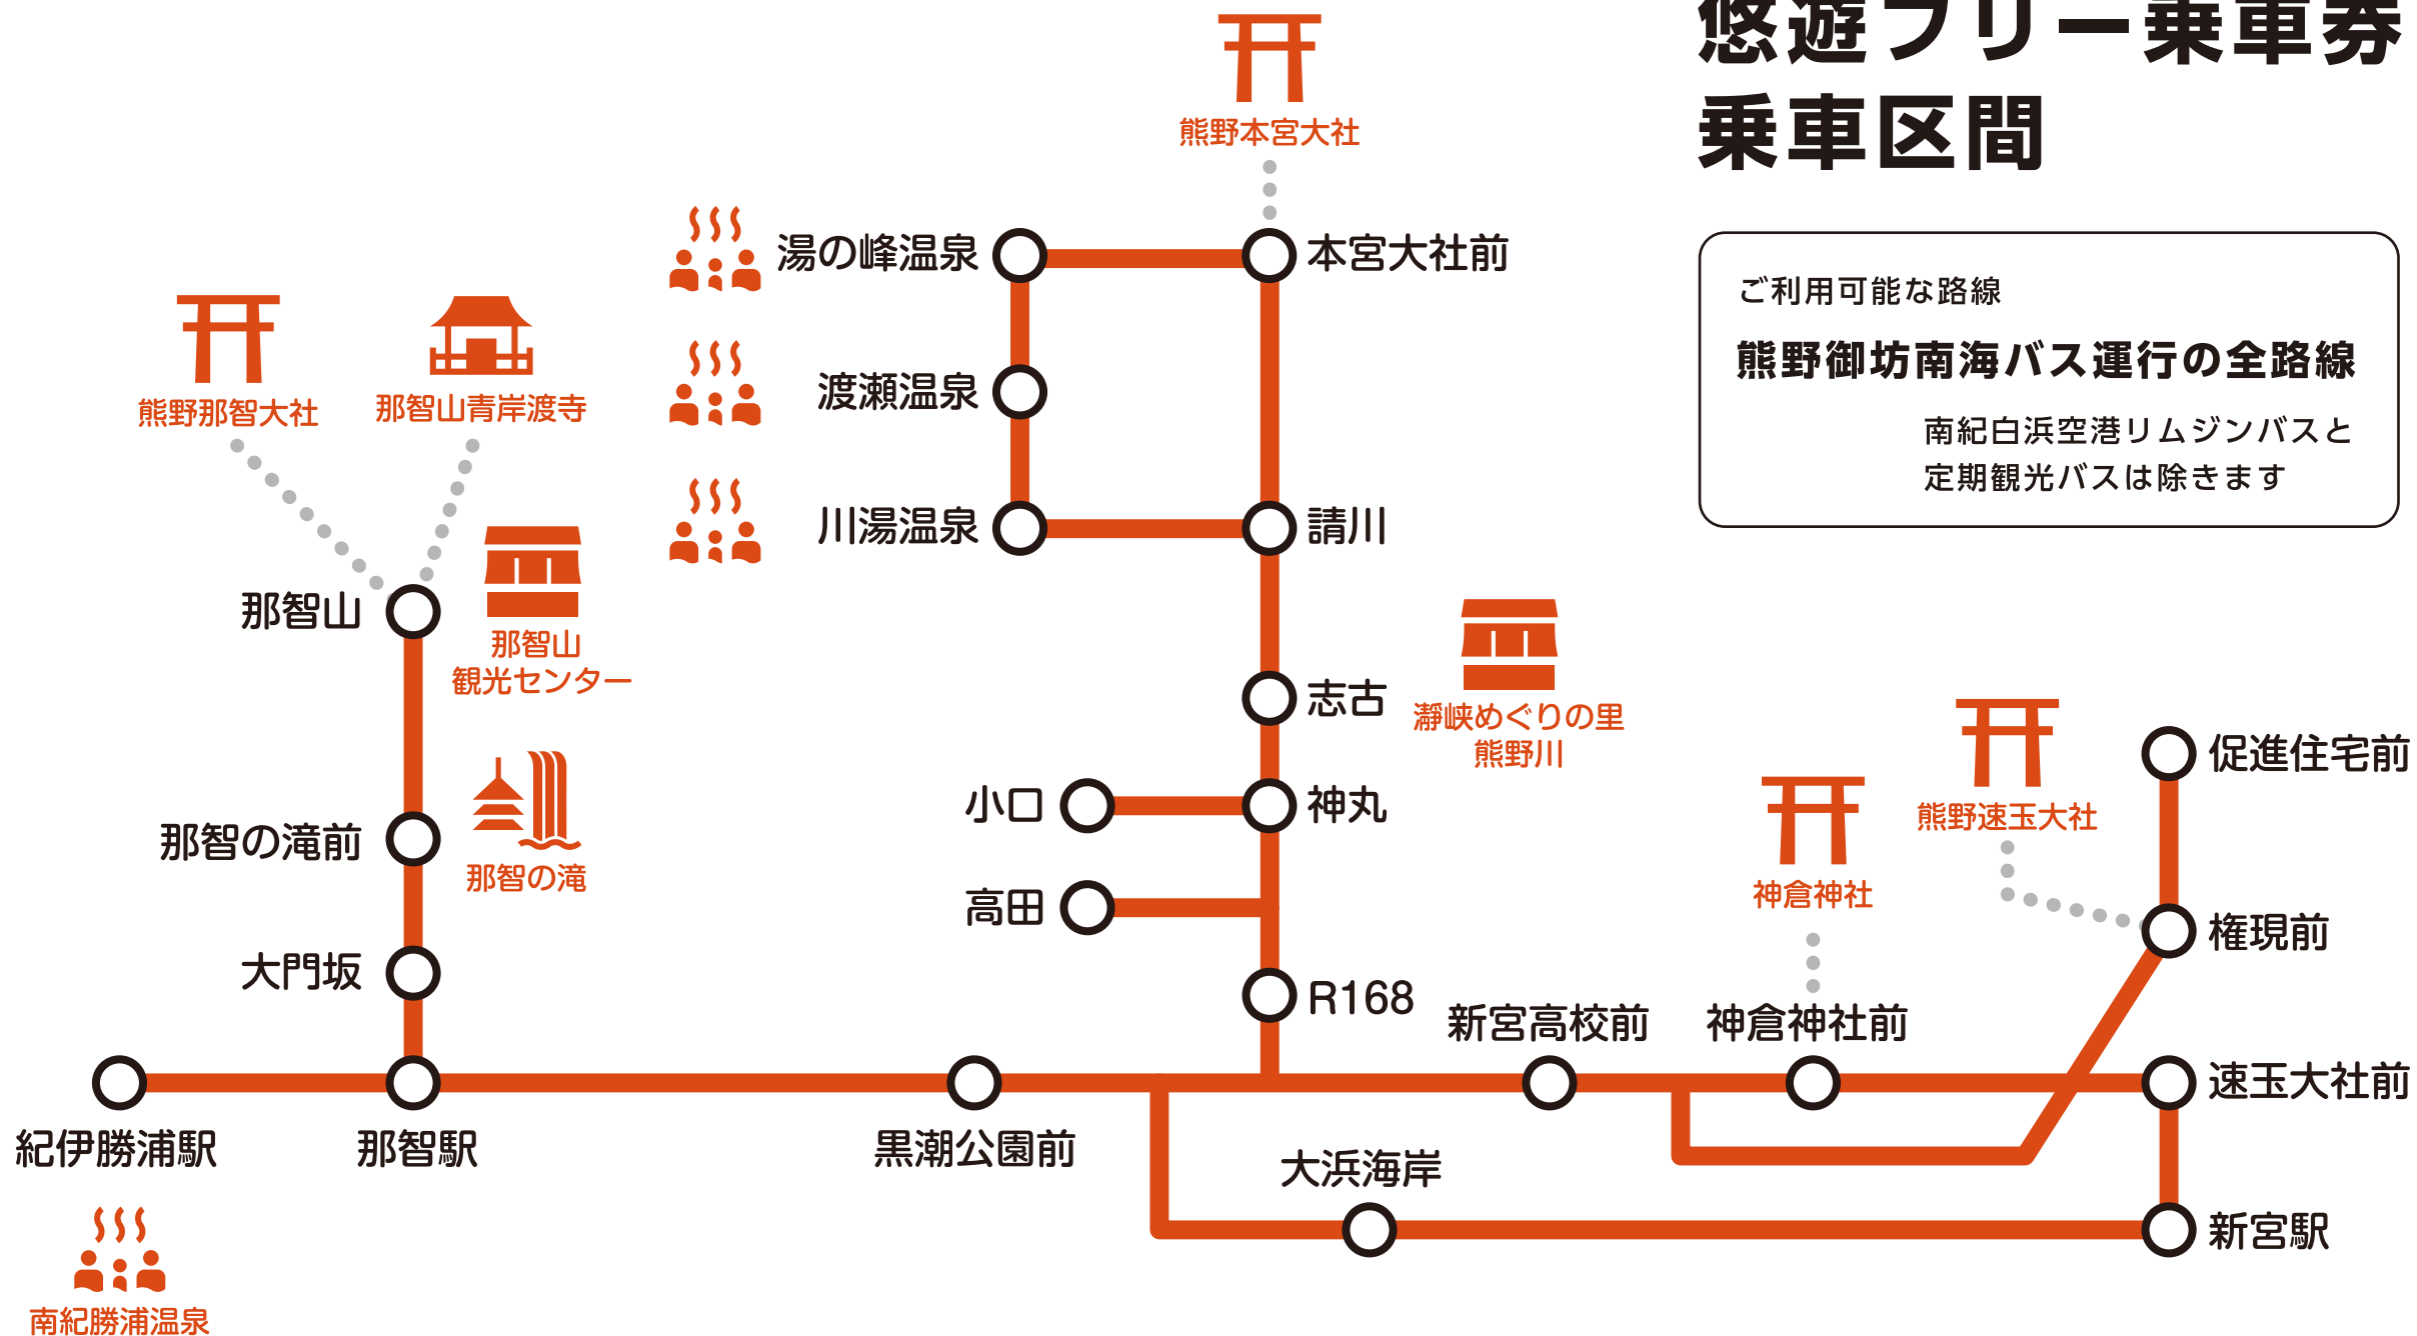 悠遊フリー乗車券
乗車区間
ご利用可能な路線
熊野御坊南海バス運行の全路線
南紀白浜空港リムジンバスと
定期観光バスは除きます
熊野本宮大社
湯の峰温泉
本宮大社前
渡瀬温泉
川湯温泉
請川
熊野那智大社
那智山青岸渡寺
那智山
那智山
観光センター
志古
瀞峡めぐりの里
熊野川
小口
神丸
高田
R168
那智の滝前
那智の滝
大門坂
熊野速玉大社
神倉神社
促進住宅前
権現前
新宮高校前
神倉神社前
速玉大社前
紀伊勝浦駅
那智駅
黒潮公園前
大浜海岸
新宮駅
南紀勝浦温泉